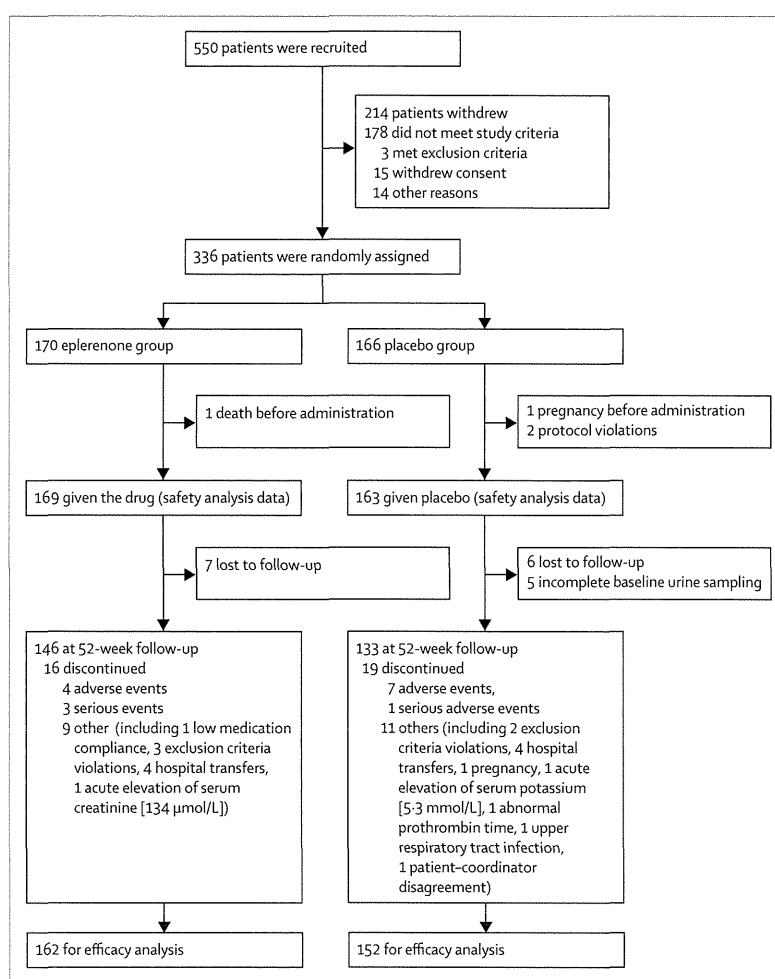 550 patients were recruited
214 patients withdrew
178 did not meet study criteria
3 met exclusion criteria
15 withdrew consent
14 other reasons
336 patients were randomly assigned
170 eplerenone group
166 placebo group
1 death before administration
1 pregnancy before administration
2 protocol violations
169 given the drug (safety analysis data)
163 given placebo (safety analysis data)
7 lost to follow-up
6 lost to follow-up
5 incomplete baseline urine sampling
146 at 52-week follow-up
16 discontinued
4 adverse events
3 serious events
9 other (including 1 low medication
compliance, 3 exclusion criteria
violations, 4 hospital transfers,
1 acute elevation of serum
creatinine [134 µmol/L])
133 at 52-week follow-up
19 discontinued
7 adverse events,
1 serious adverse events
11 others (including 2 exclusion
criteria violations, 4 hospital
transfers, 1 pregnancy, 1 acute
elevation of serum potassium
[5·3 mmol/L], 1 abnormal
prothrombin time, 1 upper
respiratory tract infection,
1 patient–coordinator
disagreement)
162 for efficacy analysis
152 for efficacy analysis